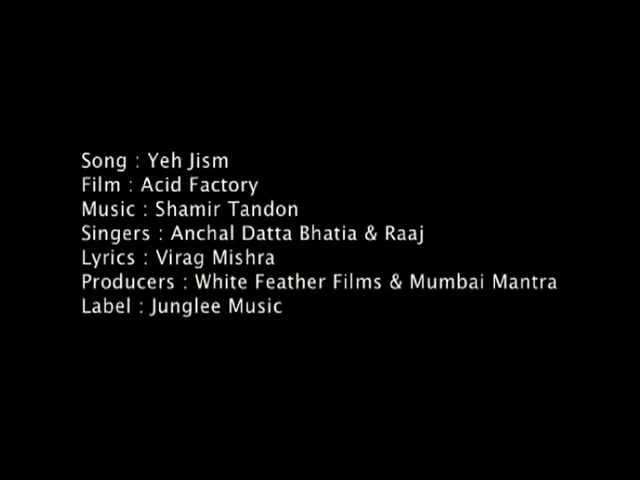 Song : Yeh Jism
Film : Acid Factory
Music : Shamir Tandon
Singers : Anchal Datta Bhatia & Raaj
Lyrics : Virag Mishra
Producers : White Feather Films & Mumbai Mantra
Label : Junglee Music